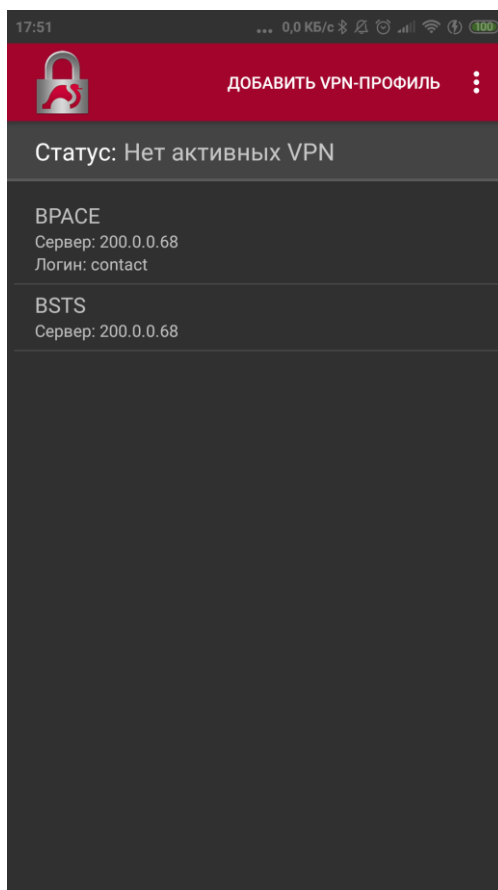 17:51
... 0,0 КБ/с 100
ДОБАВИТЬ VPN-ПРОФИЛЬ
Статус: Нет активных VPN
BPACE
Сервер: 200.0.0.68
Логин: contact
BSTS
Сервер: 200.0.0.68